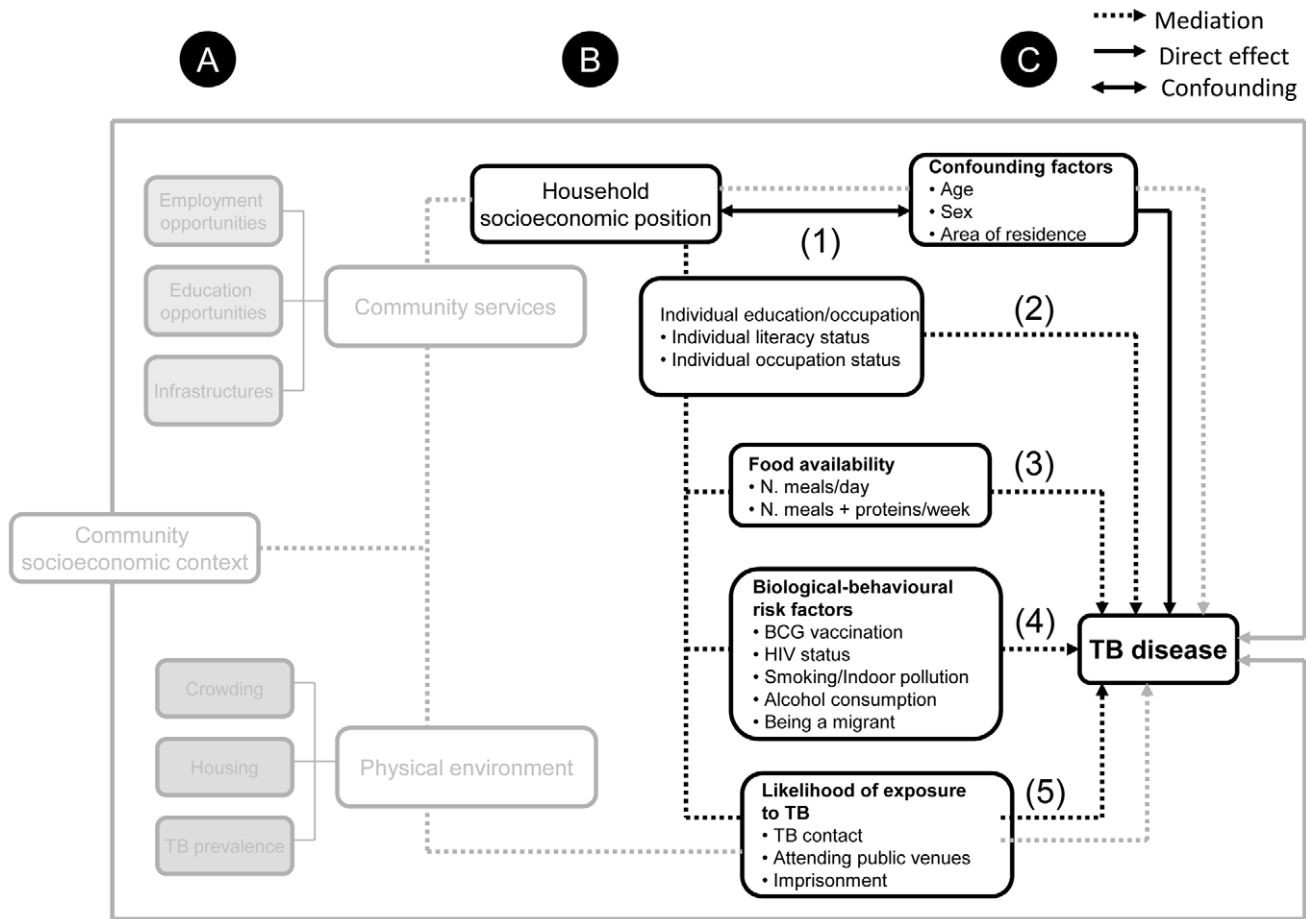 A
B
C
Mediation
Direct effect
Confounding
Employment
opportunities
Education
opportunities
Infrastructures
Community services
Community
socioeconomic context
Crowding
Housing
TB prevalence
Physical environment
Household
socioeconomic position
(1)
Confounding factors
• Age
• Sex
• Area of residence
Individual education/occupation
• Individual literacy status
• Individual occupation status
(2)
Food availability
• N. meals/day
• N. meals + proteins/week
(3)
Biological-behavioural
risk factors
• BCG vaccination
• HIV status
• Smoking/Indoor pollution
• Alcohol consumption
• Being a migrant
(4)
TB disease
Likelihood of exposure
to TB
• TB contact
• Attending public venues
• Imprisonment
(5)